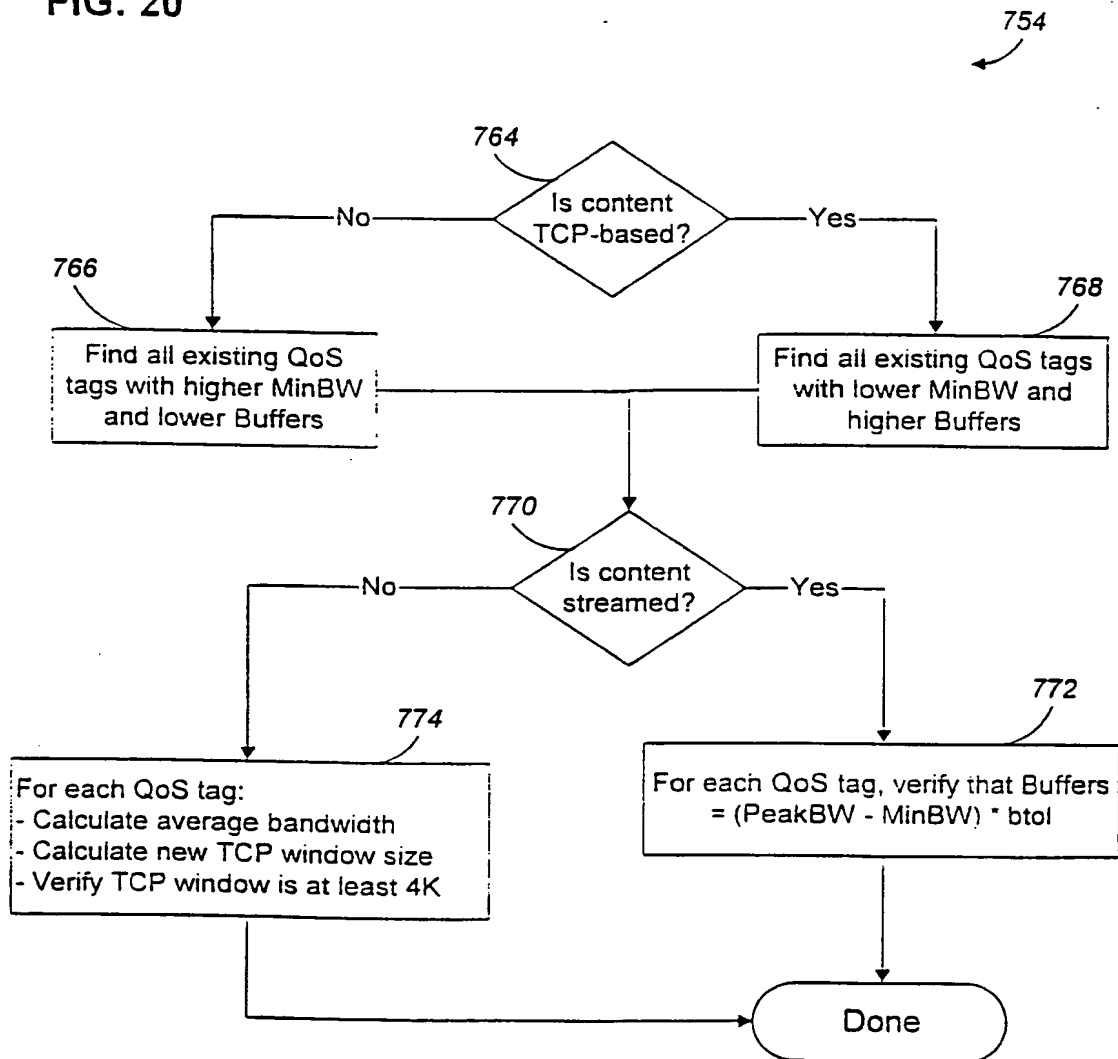 FIG. 20
754
764
Is content
TCP-based?
No
Yes
766
768
Find all existing QoS
tags with higher MinBW
and lower Buffers
Find all existing QoS tags
with lower MinBW and
higher Buffers
770
Is content
streamed?
No
Yes
774
772
For each QoS tag:
- Calculate average bandwidth
- Calculate new TCP window size
- Verify TCP window is at least 4K
For each QoS tag, verify that Buffers
= (PeakBW - MinBW) * btol
Done